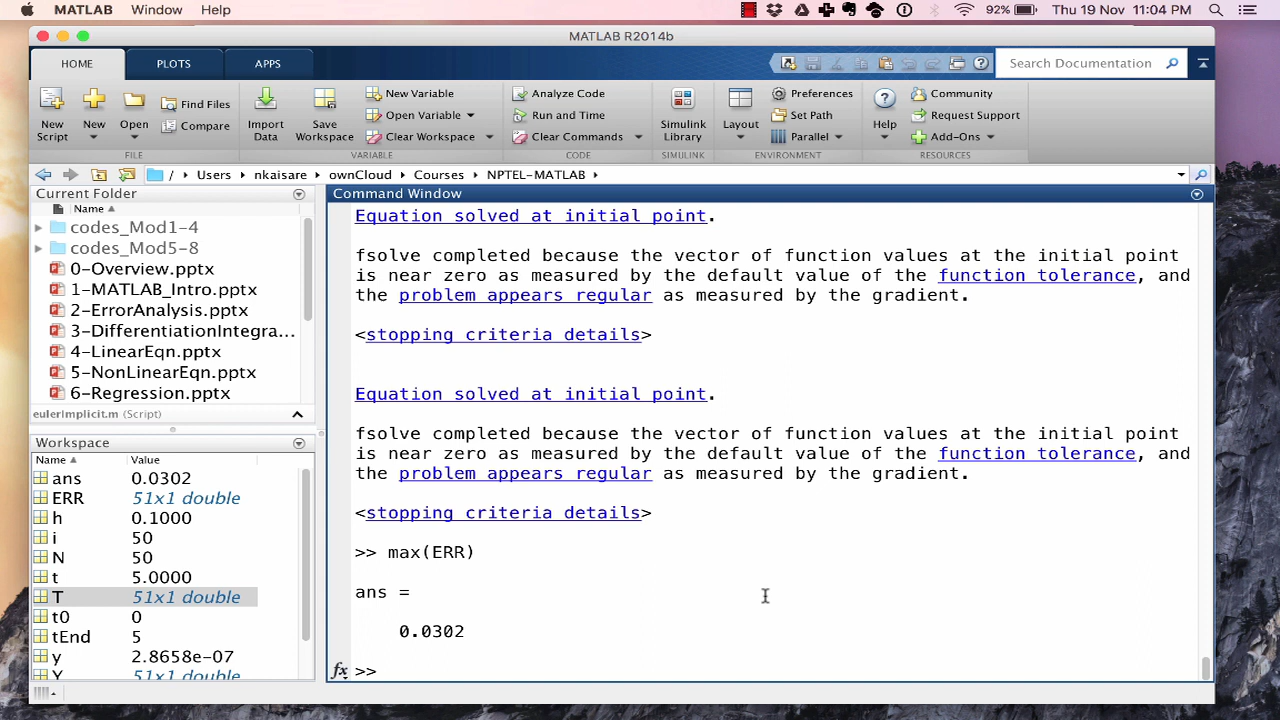 MATLAB Window Help 92% Thu 19 Nov 11:04 PM
MATLAB R2014b
HOME PLOTS APPS Search Documentation
New Script
New
Open
Find Files
Compare
FILE
Import Data
Save Workspace
New Variable
Open Variable
Clear Workspace
VARIABLE
Analyze Code
Run and Time
Clear Commands
CODE
Simulink Library
SIMULINK
Layout
Preferences
Set Path
Parallel
ENVIRONMENT
Help
Community
Request Support
Add-Ons
RESOURCES
/ Users nkaisare ownCloud Courses NPTEL-MATLAB
Current Folder
Name
codes_Mod1-4
codes_Mod5-8
0-Overview.pptx
1-MATLAB_Intro.pptx
2-ErrorAnalysis.pptx
3-DifferentiationIntegra...
4-LinearEqn.pptx
5-NonLinearEqn.pptx
6-Regression.pptx
eulerImplicit.m (Script)
Workspace
Name Value
ans 0.0302
ERR 51x1 double
h 0.1000
i 50
N 50
t 5.0000
T 51x1 double
t0 0
tEnd 5
y 2.8658e-07
Y 51x1 double
Command Window
Equation solved at initial point.
fsolve completed because the vector of function values at the initial point
is near zero as measured by the default value of the function tolerance, and
the problem appears regular as measured by the gradient.
<stopping criteria details>
Equation solved at initial point.
fsolve completed because the vector of function values at the initial point
is near zero as measured by the default value of the function tolerance, and
the problem appears regular as measured by the gradient.
<stopping criteria details>
>> max(ERR)
ans =
0.0302
fx >>